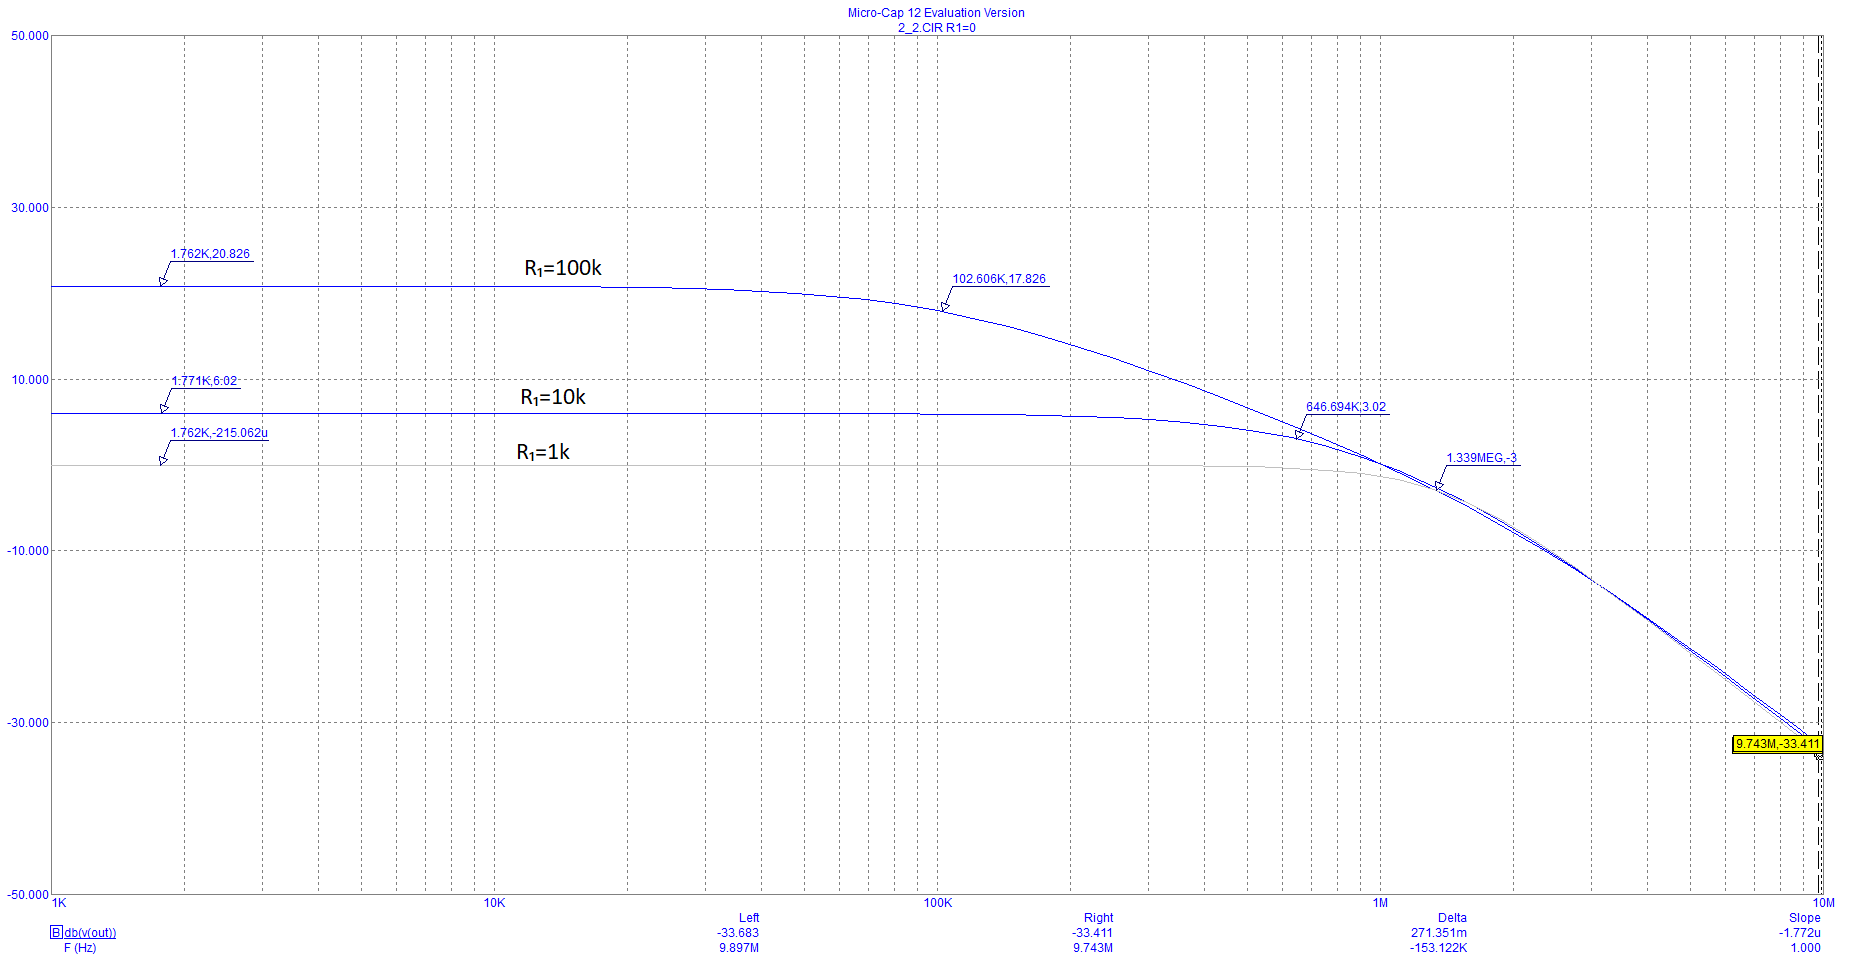 Micro-Cap 12 Evaluation Version
2_2.CIR R1=0
50.000
30.000
1.762K,20.826
R₁=100k
102.606K,17.826
10.000
1.771K,6.02
R₁=10k
646.694K,3.02
1.762K,-215.062u
R₁=1k
1.339MEG,-3
-10.000
-30.000
9.743M,-33.411
-50.000
1K 10K 100K 1M 10M
Left Right Delta Slope
B db(v(out)) -33.683 -33.411 271.351m -1.772u
F (Hz) 9.897M 9.743M -153.122K 1.000